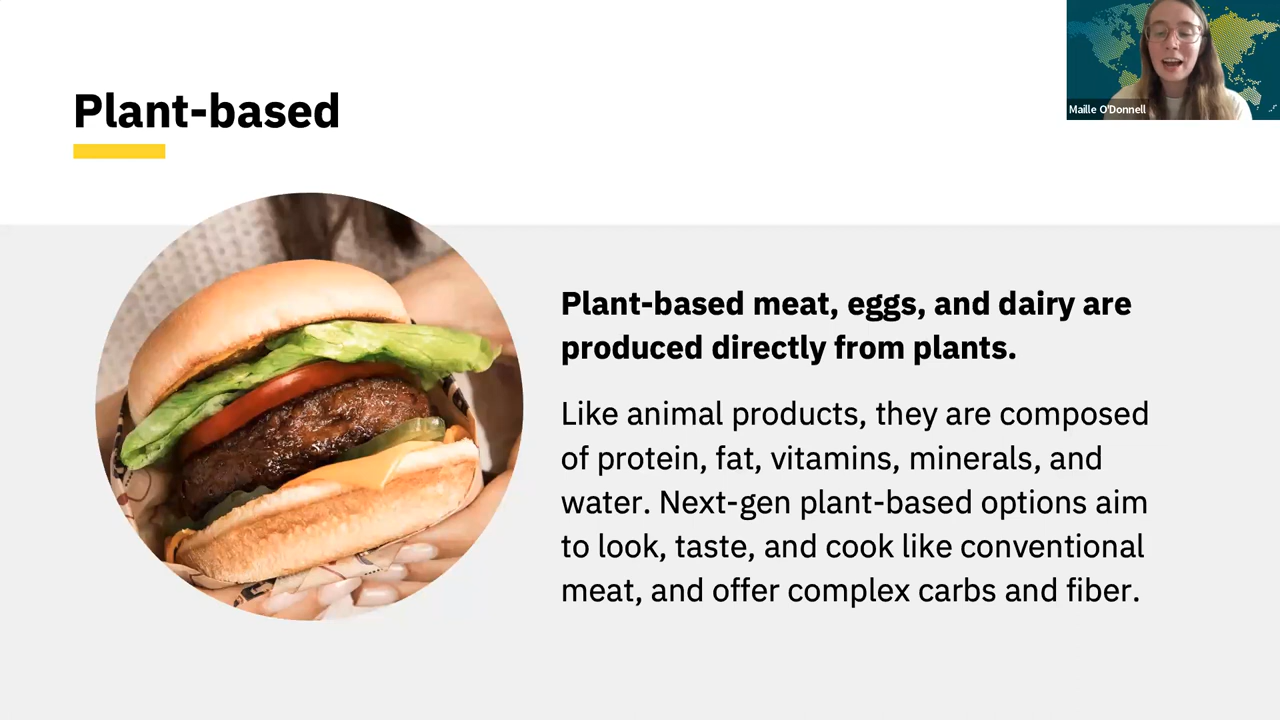 Plant-based
Maille O'Donnell
Plant-based meat, eggs, and dairy are
produced directly from plants.
Like animal products, they are composed
of protein, fat, vitamins, minerals, and
water. Next-gen plant-based options aim
to look, taste, and cook like conventional
meat, and offer complex carbs and fiber.